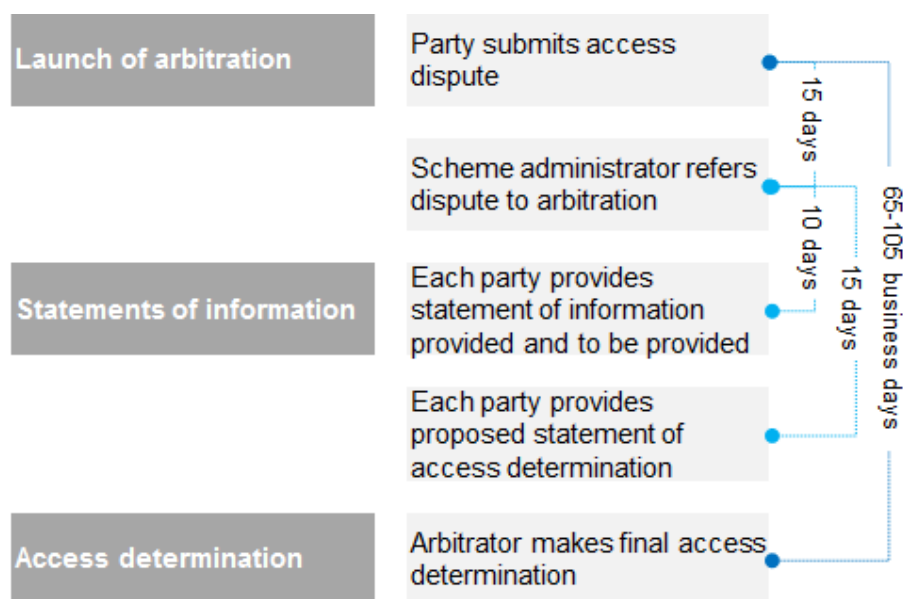 Launch of arbitration
Party submits access
dispute
15 days
Scheme administrator refers
dispute to arbitration
10 days
15 days
65-105 business days
Statements of information
Each party provides
statement of information
provided and to be provided
Each party provides
proposed statement of
access determination
Access determination
Arbitrator makes final access
determination